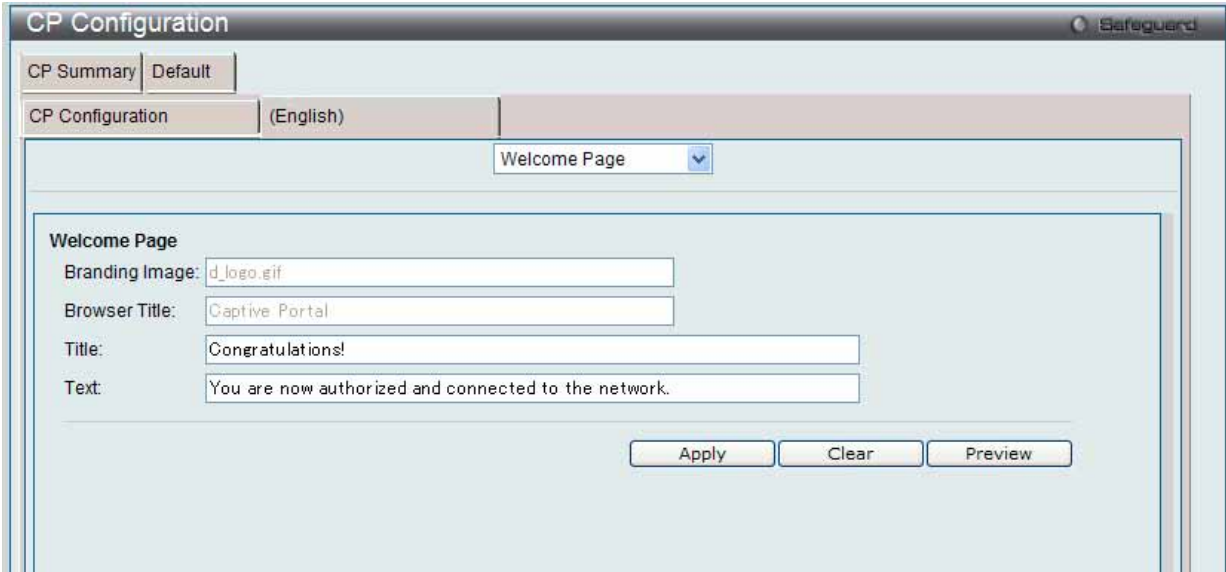 CP Configuration Safeguard
CP Summary Default
CP Configuration (English)
Welcome Page
Welcome Page
Branding Image: d_logo.gif
Browser Title: Captive Portal
Title: Congratulations!
Text: You are now authorized and connected to the network.
Apply Clear Preview